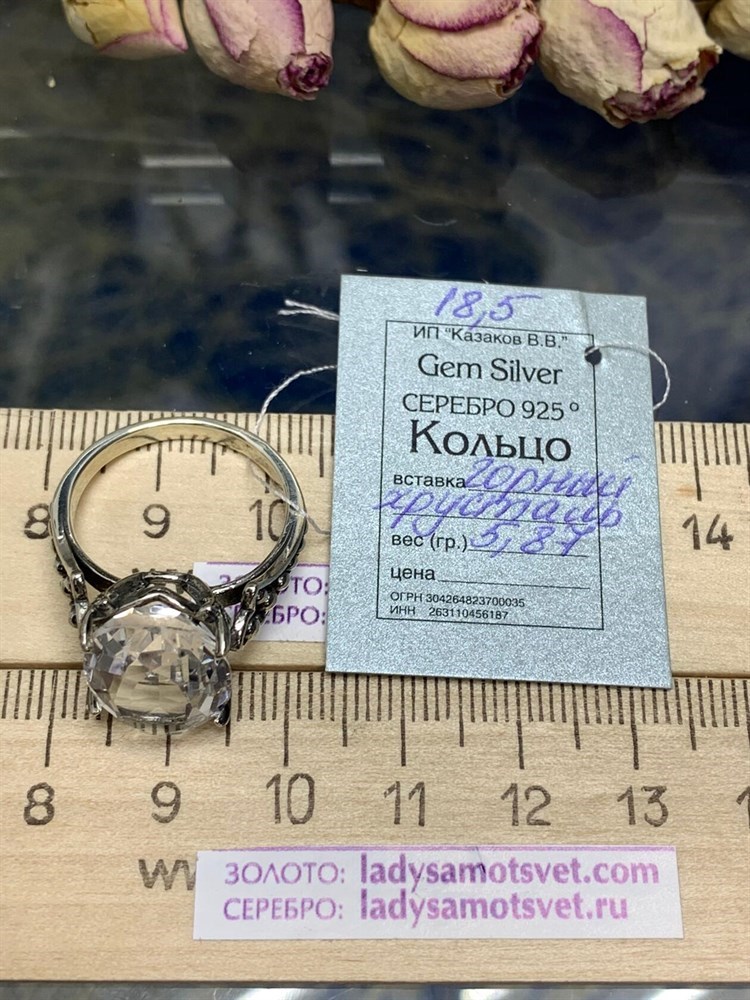 18,5
ИП "Казаков В.В."
Gem Silver
СЕРЕБРО 925°
Кольцо
вставка горный
хрусталь
вес (гр.) 5,87
цена
ОГРН 304264823700035
ИНН 263110456187
8 9 10 14
ЗОЛОТО:
СЕРЕБРО:
8 9 10 11 12 13
ЗОЛОТО: ladysamotsvet.com
СЕРЕБРО: ladysamotsvet.ru